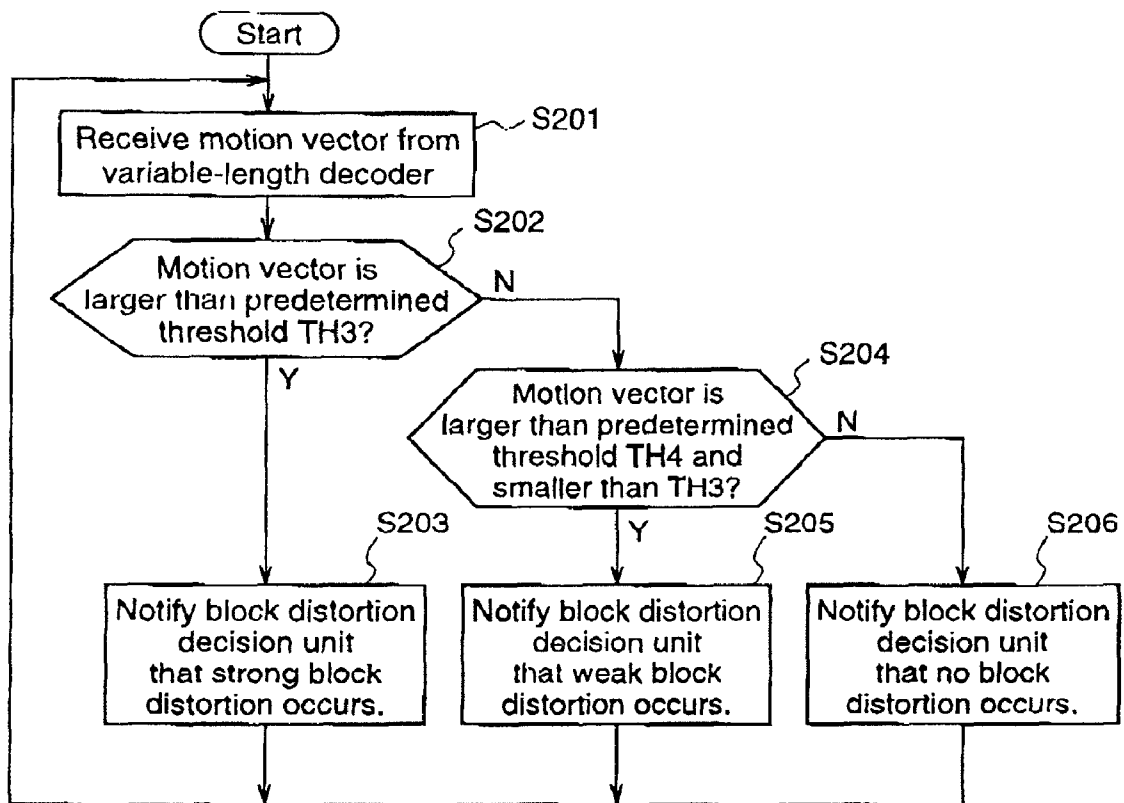 Start
S201
Receive motion vector from
variable-length decoder
S202
Motion vector is
larger than predetermined
threshold TH3?
N
Y
S204
Motion vector is
larger than predetermined
threshold TH4 and
smaller than TH3?
N
Y
S203
Notify block distortion
decision unit
that strong block
distortion occurs.
S205
Notify block distortion
decision unit
that weak block
distortion occurs.
S206
Notify block distortion
decision unit
that no block
distortion occurs.